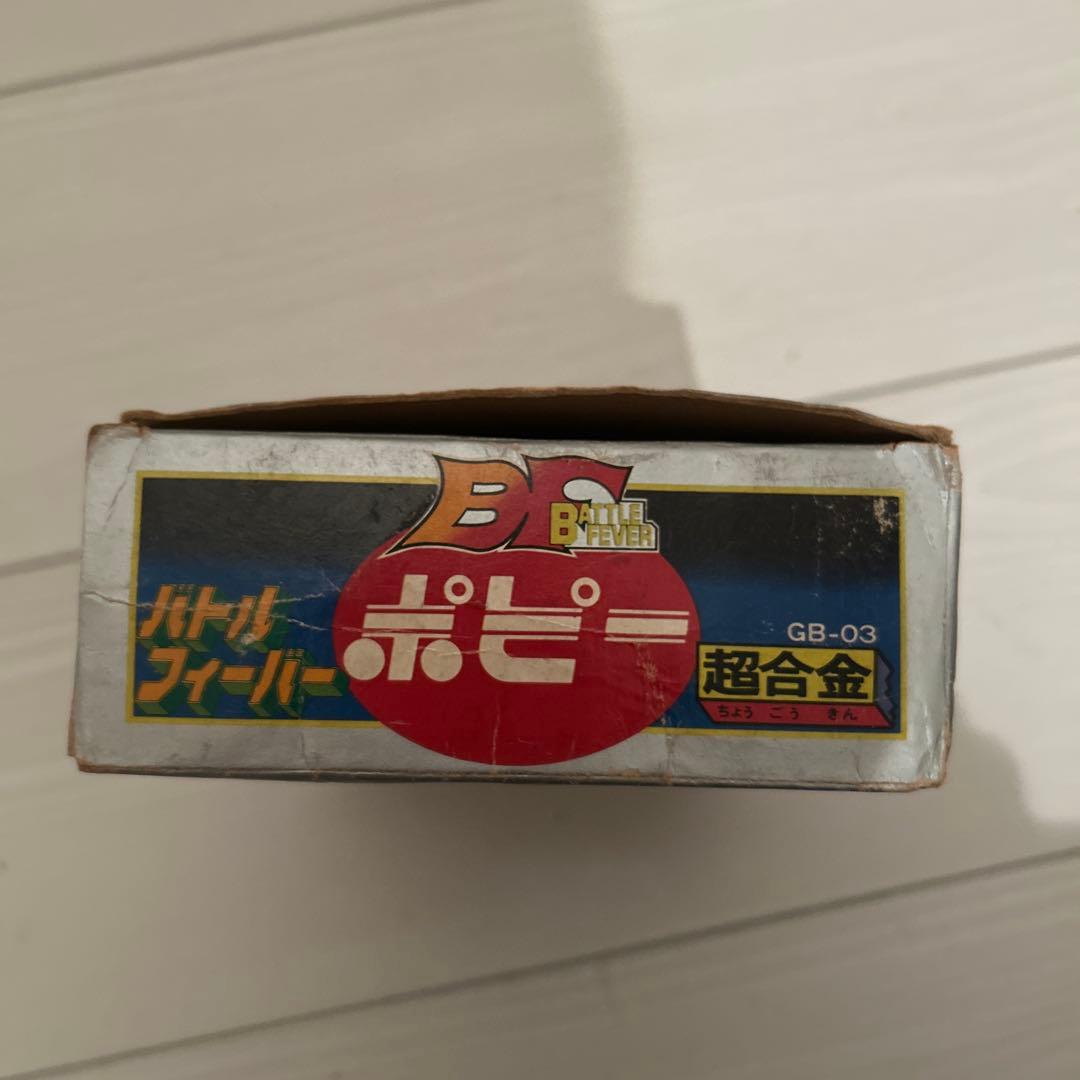 BF
BATTLE
FEVER
バトル
フィーバー
ポピー
GB-03
超合金
ちょう ごう きん